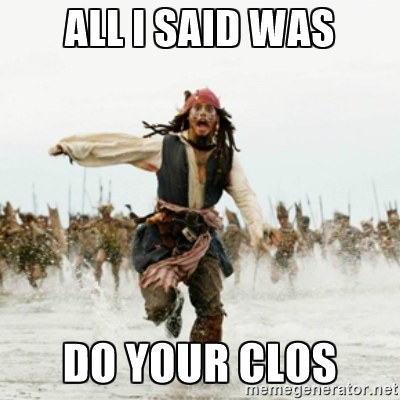 ALL I SAID WAS
DO YOUR CLOS
memegenerator.net